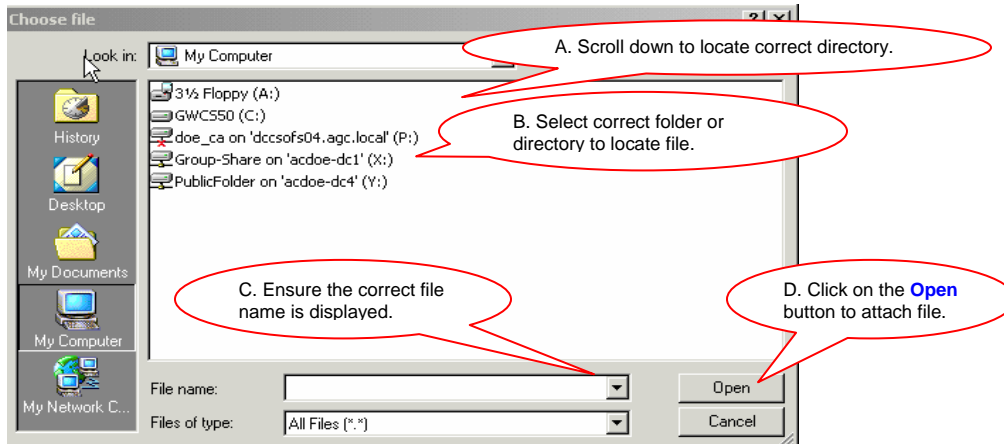 Choose file
Look in: My Computer
A. Scroll down to locate correct directory.
3½ Floppy (A:)
GWCS50 (C:)
doe_ca on 'dccsofs04.agc.local' (P:)
Group-Share on 'acdoe-dc1' (X:)
PublicFolder on 'acdoe-dc4' (Y:)
B. Select correct folder or
directory to locate file.
History
Desktop
My Documents
My Computer
My Network C...
C. Ensure the correct file
name is displayed.
D. Click on the Open
button to attach file.
File name:
Open
Files of type: All Files (*.*)
Cancel